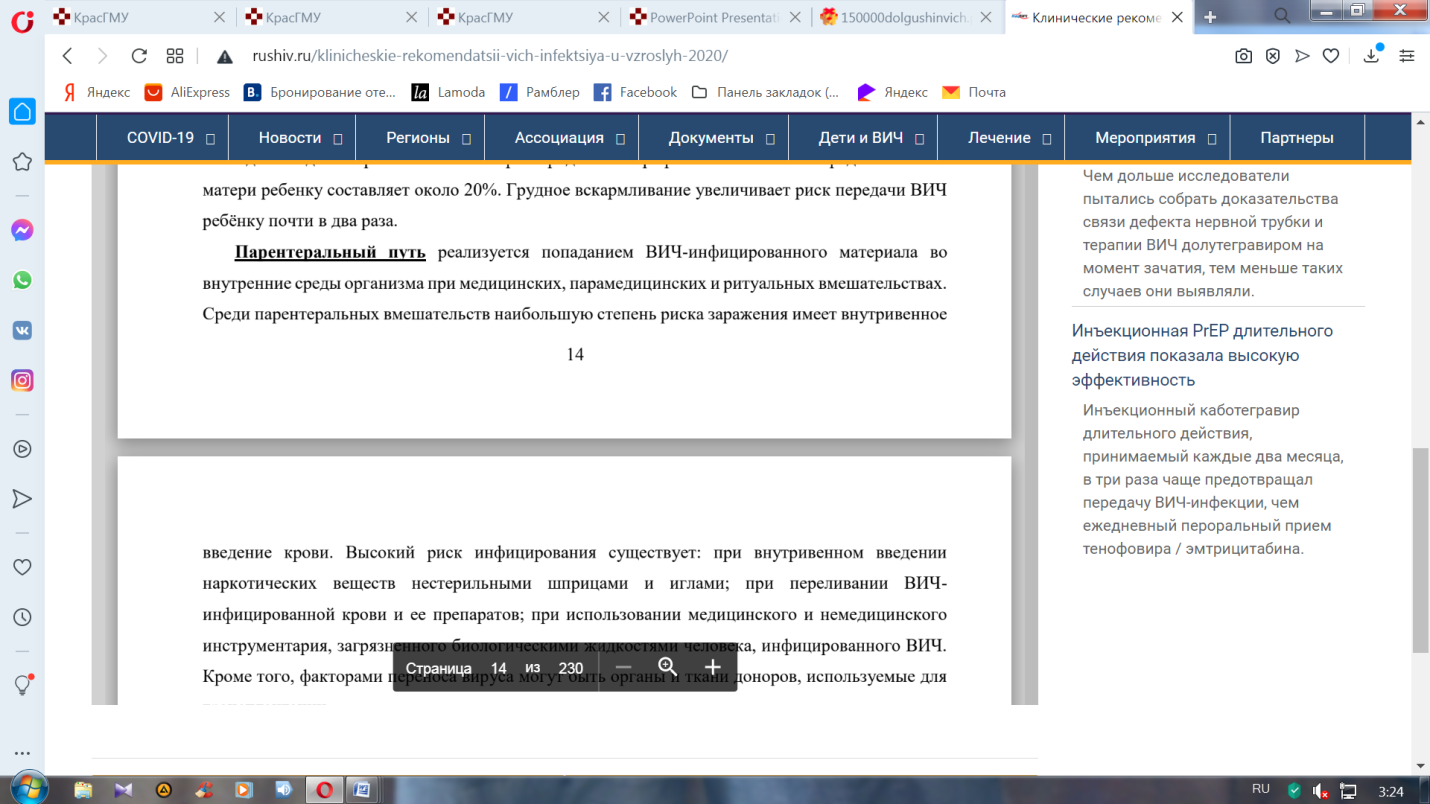 КрасГМУ
КрасГМУ
КрасГМУ
PowerPoint Presentati
150000dolgushinvich.
Клинические рекоме
rushiv.ru/klinicheskie-rekomendatsii-vich-infektsiya-u-vzroslyh-2020/
Яндекс
AliExpress
B. Бронирование оте...
la Lamoda
Рамблер
Facebook
Панель закладок (...
Яндекс
Почта
COVID-19
Новости
Регионы
Ассоциация
Документы
Дети и ВИЧ
Лечение
Мероприятия
Партнеры
матери ребенку составляет около 20%. Грудное вскармливание увеличивает риск передачи ВИЧ
ребёнку почти в два раза.
Парентеральный путь реализуется попаданием ВИЧ-инфицированного материала во
внутренние среды организма при медицинских, парамедицинских и ритуальных вмешательствах.
Среди парентеральных вмешательств наибольшую степень риска заражения имеет внутривенное
14
введение крови. Высокий риск инфицирования существует: при внутривенном введении
наркотических веществ нестерильными шприцами и иглами; при переливании ВИЧ-
инфицированной крови и ее препаратов; при использовании медицинского и немедицинского
инструментария, загрязненного биологическими жидкостями человека, инфицированного ВИЧ.
Кроме того, факторами переноса вируса могут быть органы и ткани доноров, используемые для
Страница 14 из 230
Чем дольше исследователи
пытались собрать доказательства
связи дефекта нервной трубки и
терапии ВИЧ долутегравиром на
момент зачатия, тем меньше таких
случаев они выявляли.
Инъекционная PrEP длительного
действия показала высокую
эффективность
Инъекционный каботегравир
длительного действия,
принимаемый каждые два месяца,
в три раза чаще предотвращал
передачу ВИЧ-инфекции, чем
ежедневный пероральный прием
тенофовира / эмтрицитабина.
RU
3:24